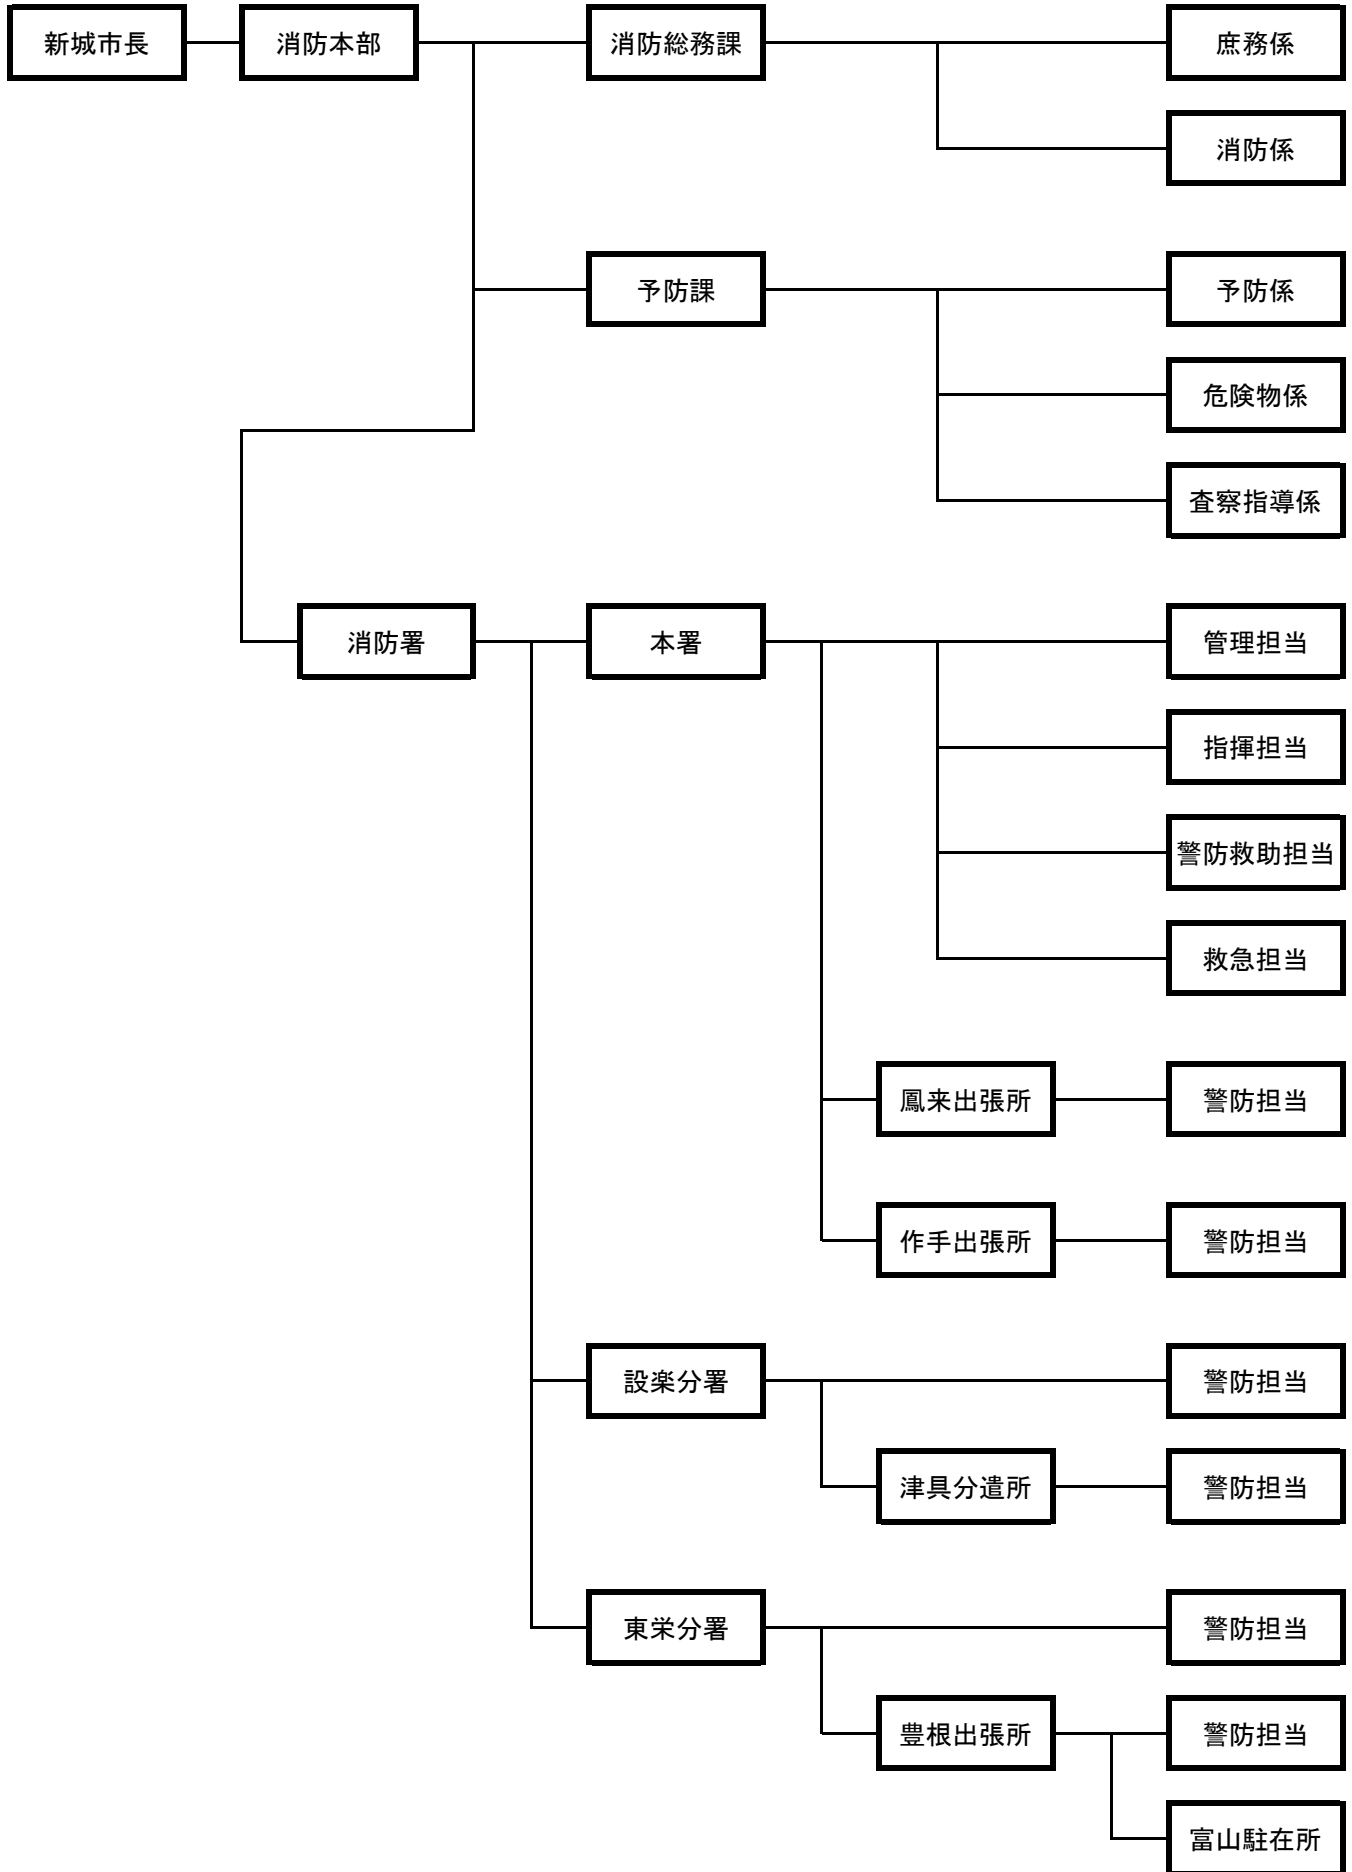 新城市長
消防本部
消防総務課
庶務係
消防係
予防課
予防係
危険物係
査察指導係
消防署
本署
管理担当
指揮担当
警防救助担当
救急担当
鳳来出張所
警防担当
作手出張所
警防担当
設楽分署
警防担当
津具分遣所
警防担当
東栄分署
警防担当
豊根出張所
警防担当
富山駐在所